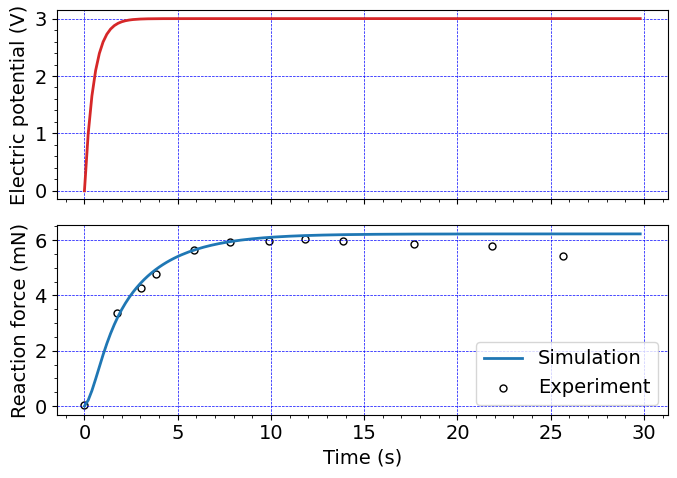 Electric potential (V)
3
2
1
0
Reaction force (mN)
6
4
2
0
Simulation
Experiment
0 5 10 15 20 25 30
Time (s)